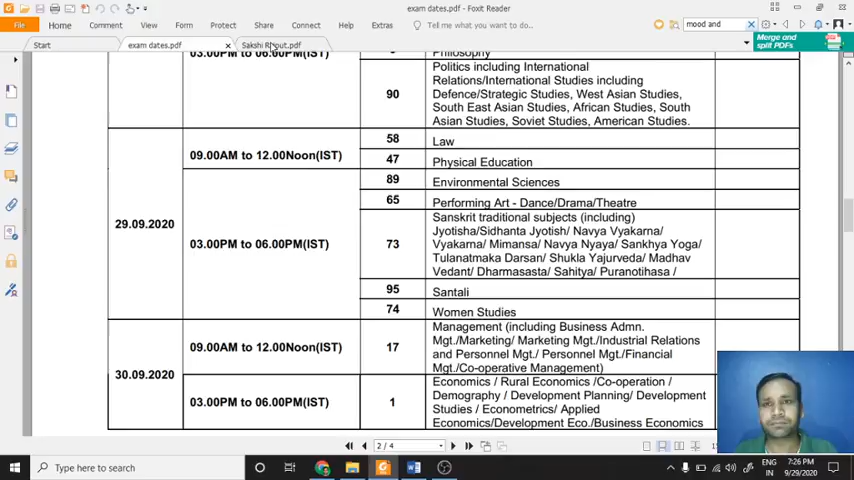 exam dates.pdf - Foxit Reader
File Home Comment View Form Protect Share Connect Help Extras Tell me what you want to do... mood and
Start exam dates.pdf Sakshi
Merge and
split PDFs
03.00PM to 06.00PM(IST)
Philosophy
90
Politics including International
Relations/International Studies including
Defence/Strategic Studies, West Asian Studies,
South East Asian Studies, African Studies, South
Asian Studies, Soviet Studies, American Studies.
29.09.2020
09.00AM to 12.00Noon(IST)
58 Law
47 Physical Education
03.00PM to 06.00PM(IST)
89 Environmental Sciences
65 Performing Art - Dance/Drama/Theatre
73
Sanskrit traditional subjects (including)
Jyotisha/Sidhanta Jyotish/ Navya Vyakarna/
Vyakarna/ Mimansa/ Navya Nyaya/ Sankhya Yoga/
Tulanatmaka Darsan/ Shukla Yajurveda/ Madhav
Vedant/ Dharmasasta/ Sahitya/ Puranotihasa /
95 Santali
74 Women Studies
30.09.2020
09.00AM to 12.00Noon(IST)
17
Management (including Business Admn.
Mgt./Marketing/ Marketing Mgt./Industrial Relations
and Personnel Mgt./ Personnel Mgt./Financial
Mgt./Co-operative Management)
03.00PM to 06.00PM(IST)
1
Economics / Rural Economics /Co-operation /
Demography / Development Planning/ Development
Studies / Econometrics/ Applied
Economics/Development Eco./Business Economics
2 / 4
Type here to search
ENG
IN
7:26 PM
9/29/2020